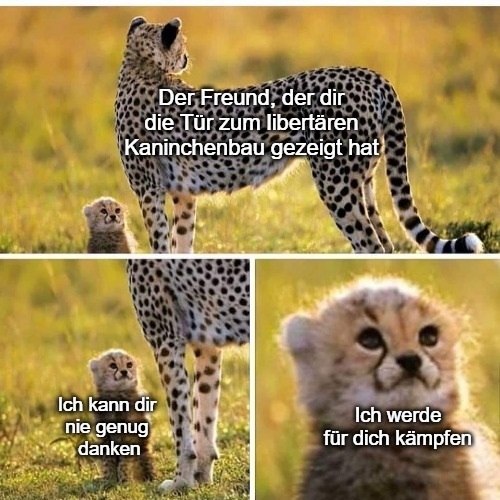 Der Freund, der dir
die Tür zum libertären
Kaninchenbau gezeigt hat
Ich kann dir
nie genug
danken
Ich werde
für dich kämpfen